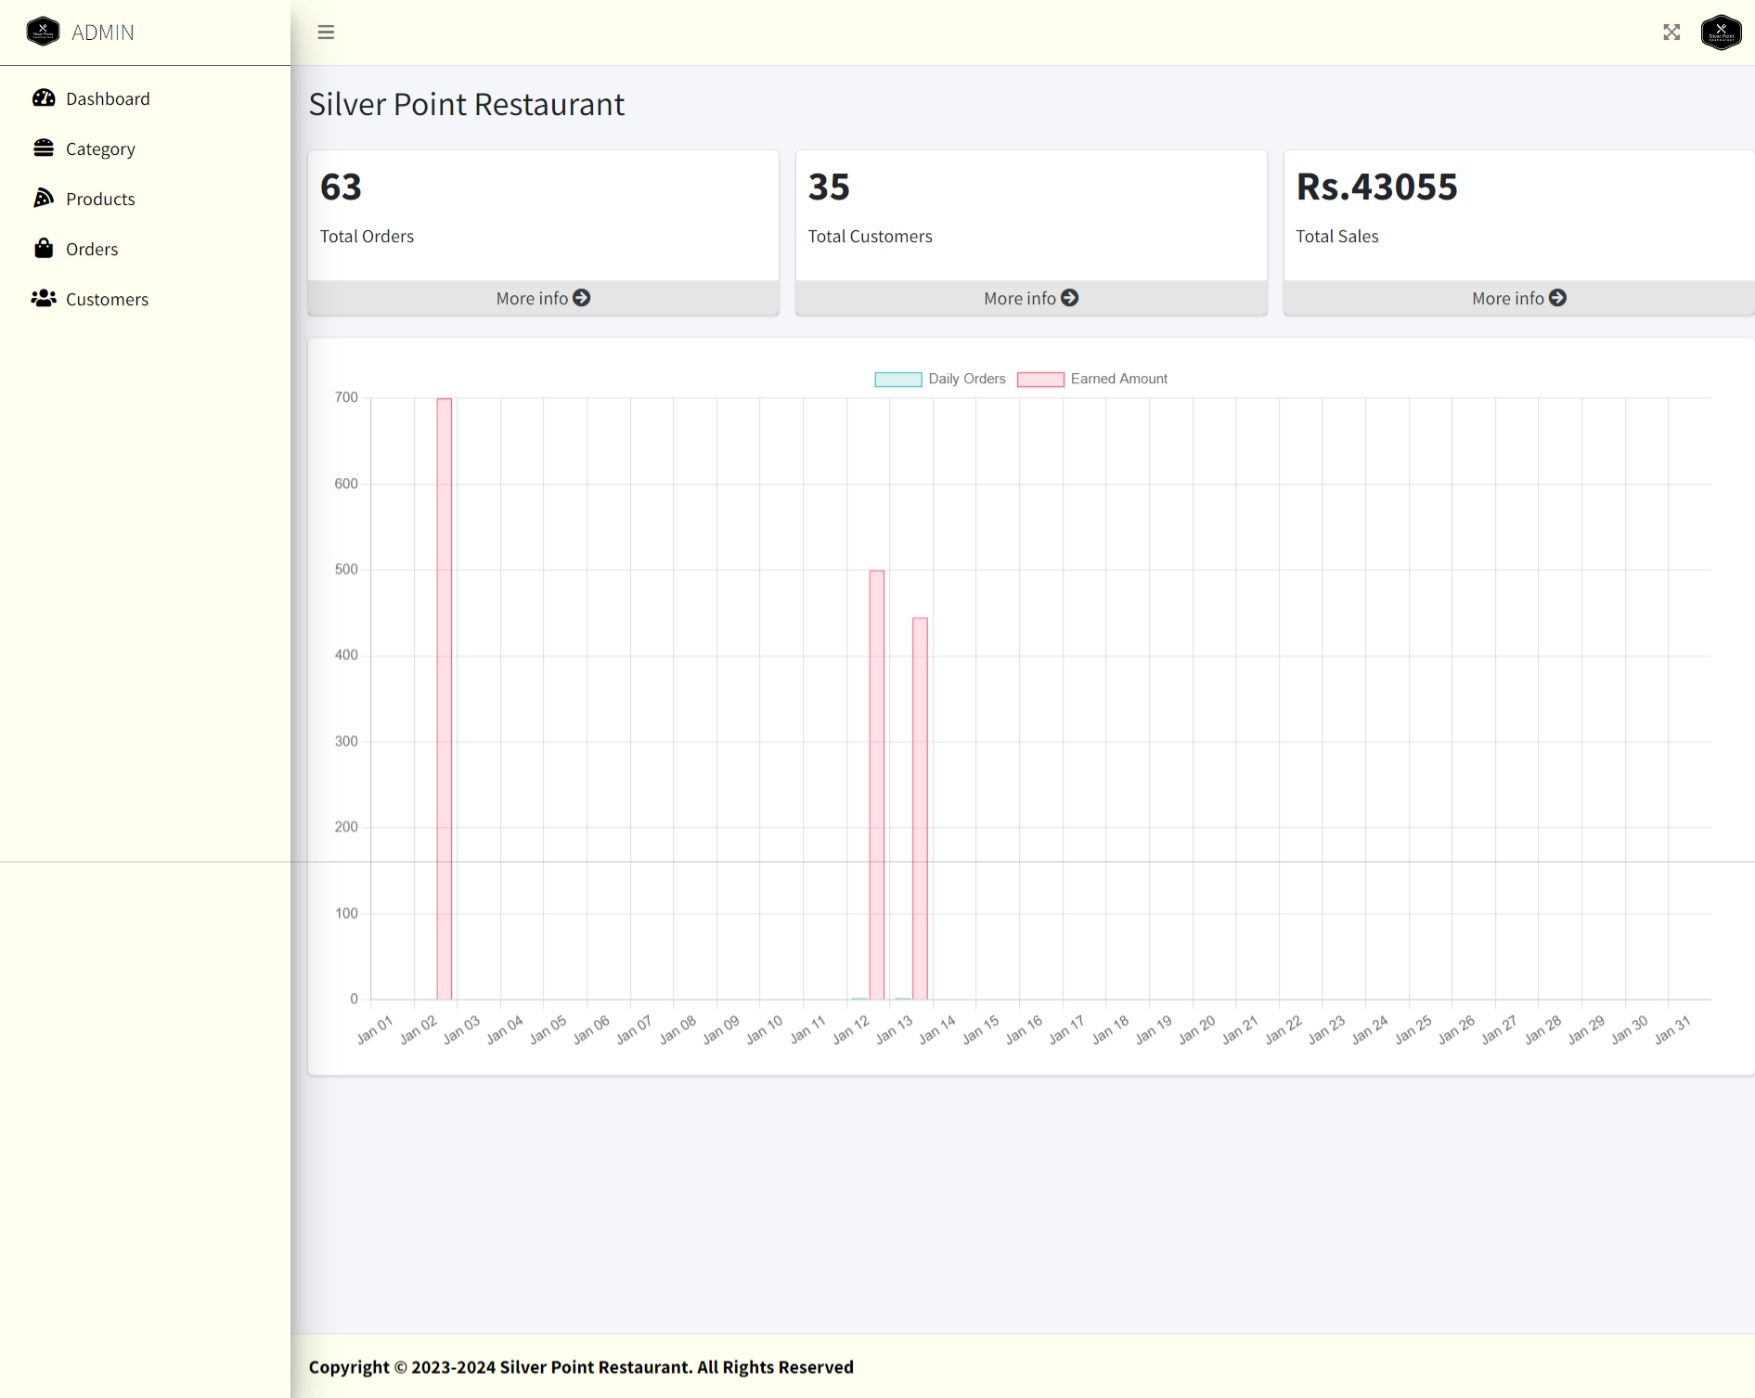 ADMIN
Dashboard
Category
Products
Orders
Customers
Silver Point Restaurant
63
Total Orders
More info
35
Total Customers
More info
Rs.43055
Total Sales
More info
Daily Orders
Earned Amount
700
600
500
400
300
200
100
0
Jan 01
Jan 02
Jan 03
Jan 04
Jan 05
Jan 06
Jan 07
Jan 08
Jan 09
Jan 10
Jan 11
Jan 12
Jan 13
Jan 14
Jan 15
Jan 16
Jan 17
Jan 18
Jan 19
Jan 20
Jan 21
Jan 22
Jan 23
Jan 24
Jan 25
Jan 26
Jan 27
Jan 28
Jan 29
Jan 30
Jan 31
Copyright © 2023-2024 Silver Point Restaurant. All Rights Reserved